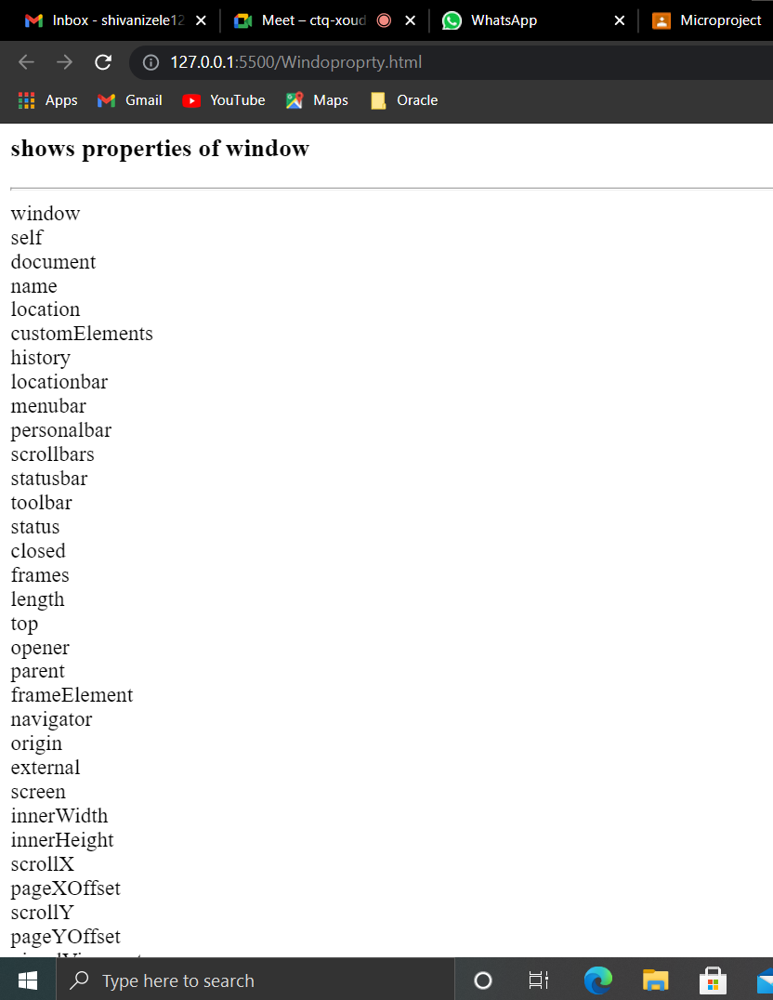 Inbox - shivanizele12 Meet – ctq-xoud WhatsApp Microproject
127.0.0.1:5500/Windoproprty.html
Apps Gmail YouTube Maps Oracle
shows properties of window
window
self
document
name
location
customElements
history
locationbar
menubar
personalbar
scrollbars
statusbar
toolbar
status
closed
frames
length
top
opener
parent
frameElement
navigator
origin
external
screen
innerWidth
innerHeight
scrollX
pageXOffset
scrollY
pageYOffset
Type here to search